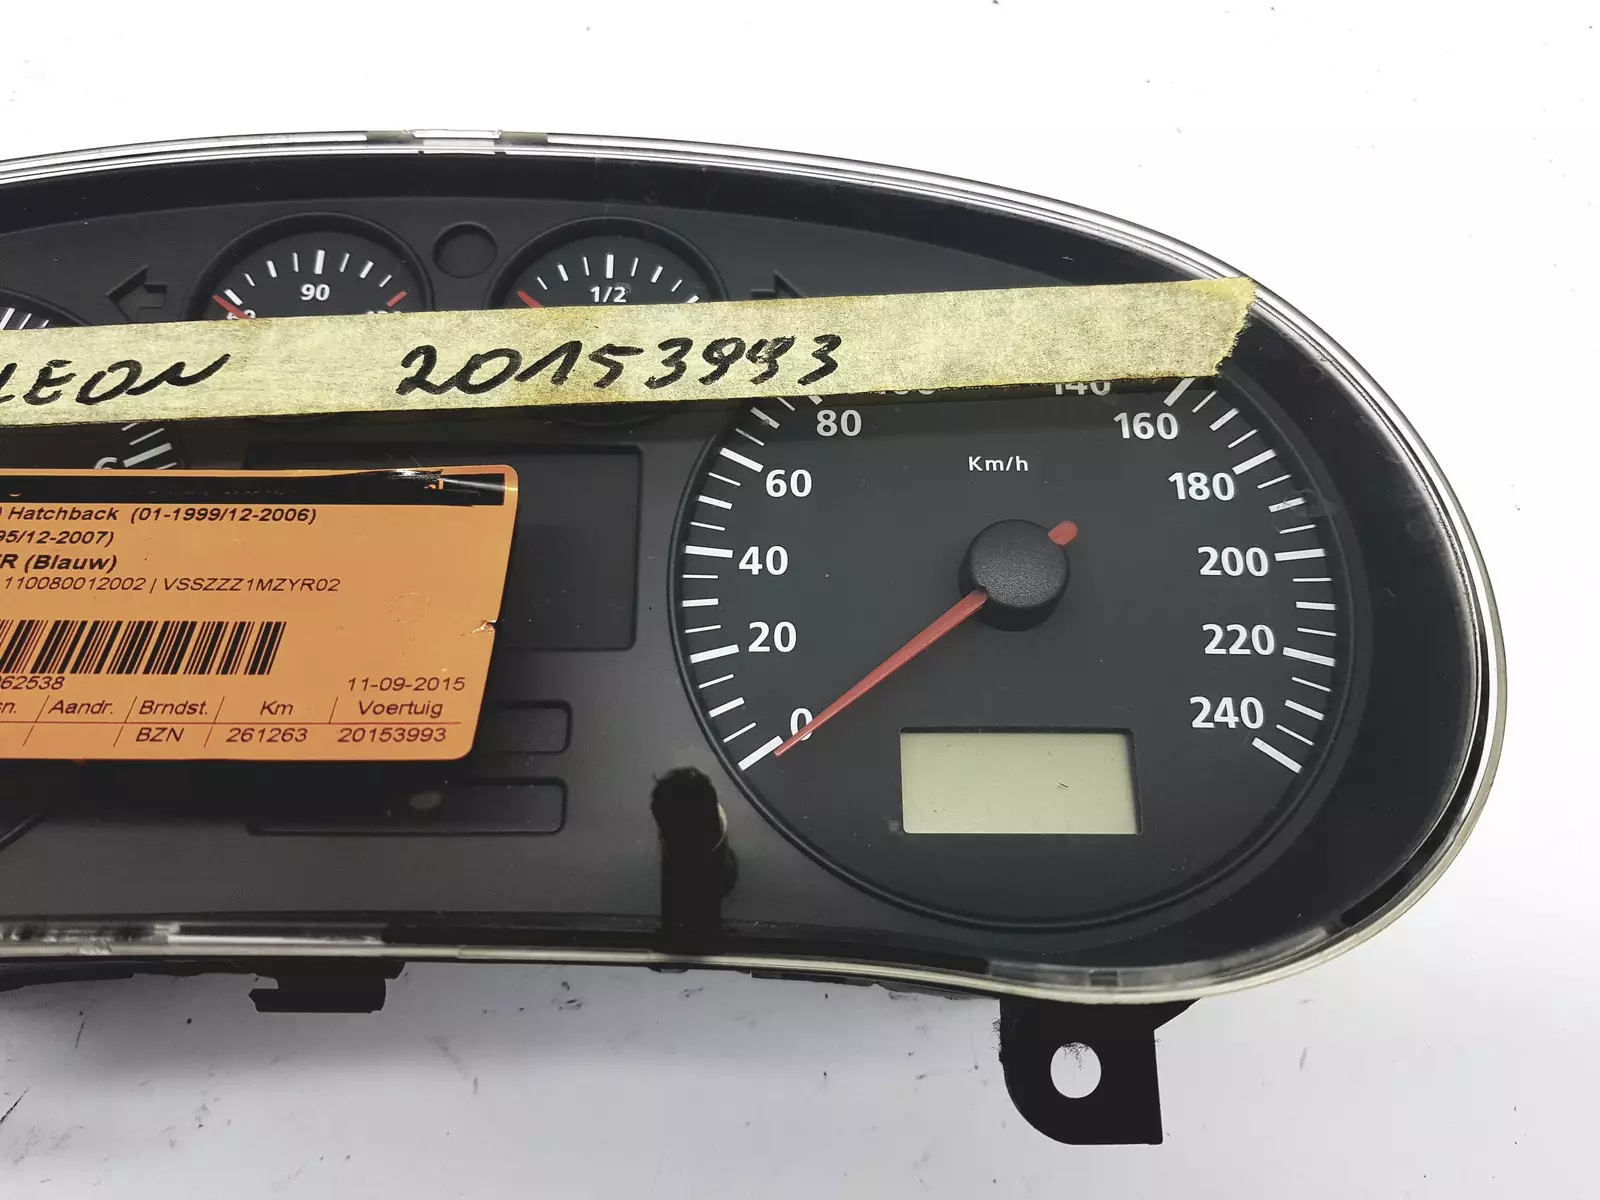 90
1/2
LEON 20153993
140
80
160
Km/h
60
180
6
) Hatchback (01-1999/12-2006)
95/12-2007)
R (Blauw)
110080012002 | VSSZZZ1MZYR02
40
200
20
220
62538
11-09-2015
n. Aandr. Brndst. Km Voertuig
BZN 261263 20153993
0
240